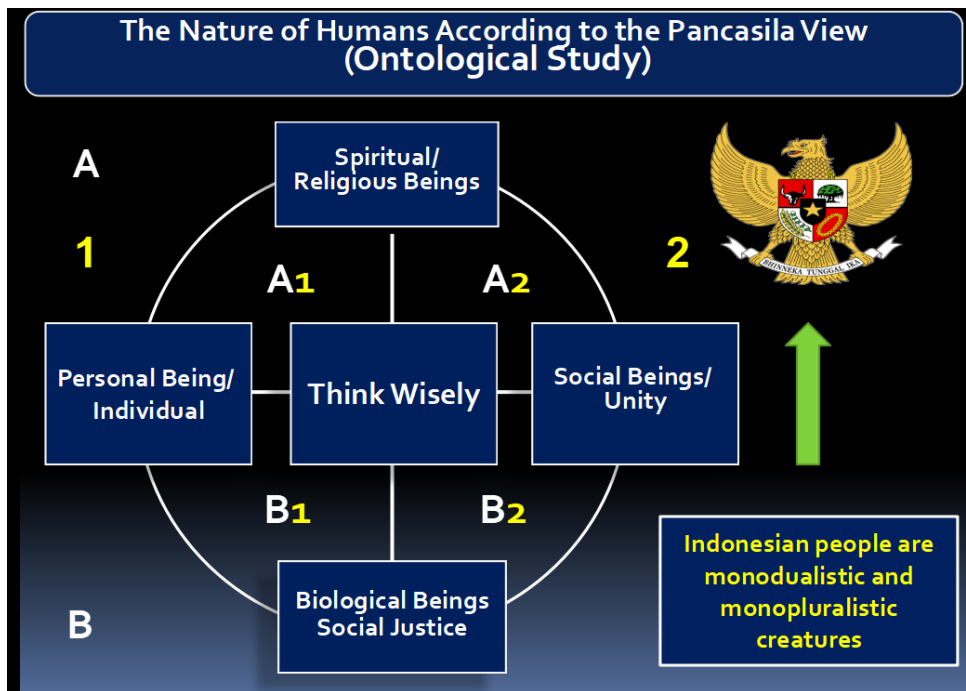 The Nature of Humans According to the Pancasila View
(Ontological Study)
A
Spiritual/
Religious Beings
1
2
BHINNEKA TUNGGAL IKA
A1
A2
Personal Being/
Individual
Think Wisely
Social Beings/
Unity
B1
B2
B
Biological Beings
Social Justice
Indonesian people are
monodualistic and
monopluralistic
creatures